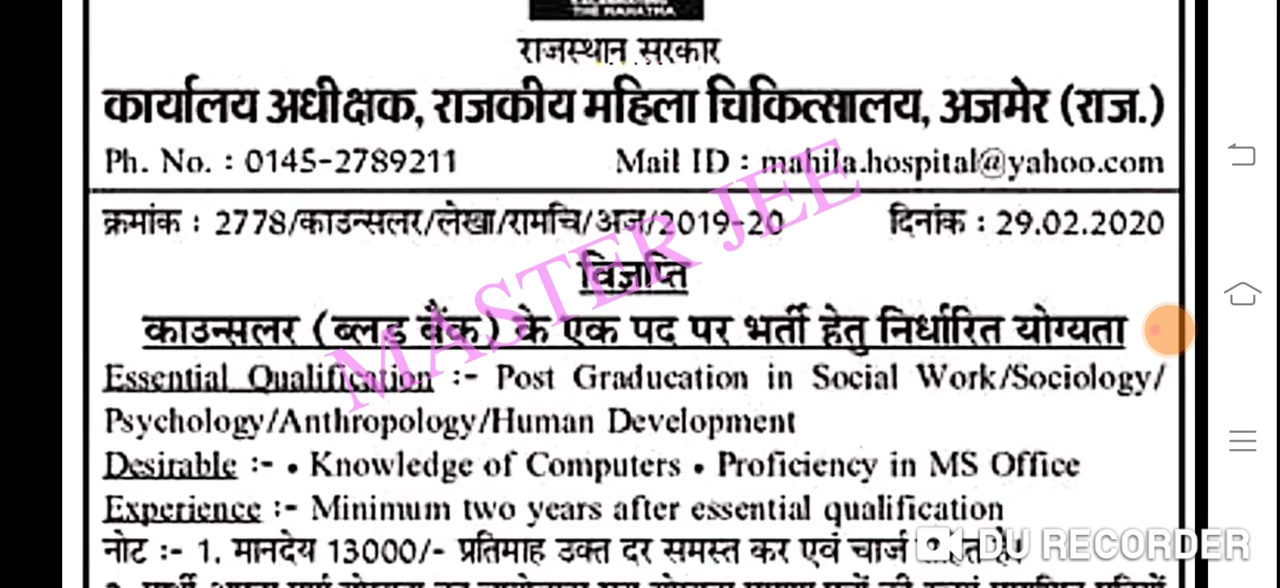 THE MAHATMA
राजस्थान सरकार
कार्यालय अधीक्षक, राजकीय महिला चिकित्सालय, अजमेर (राज.)
Ph. No. : 0145-2789211 Mail ID : mahila.hospital@yahoo.com
क्रमांक : 2778/काउन्सलर/लेखा/रामचि/अज/2019-20 दिनांक : 29.02.2020
विज्ञप्ति
काउन्सलर (ब्लड बैंक) के एक पद पर भर्ती हेतु निर्धारित योग्यता
Essential Qualification :- Post Graducation in Social Work/Sociology/
Psychology/Anthropology/Human Development
Desirable :- • Knowledge of Computers • Proficiency in MS Office
Experience :- Minimum two years after essential qualification
नोट :- 1. मानदेय 13000/- प्रतिमाह उक्त दर समस्त कर एवं चार्ज सहित है।
MASTER JEE
DU RECORDER